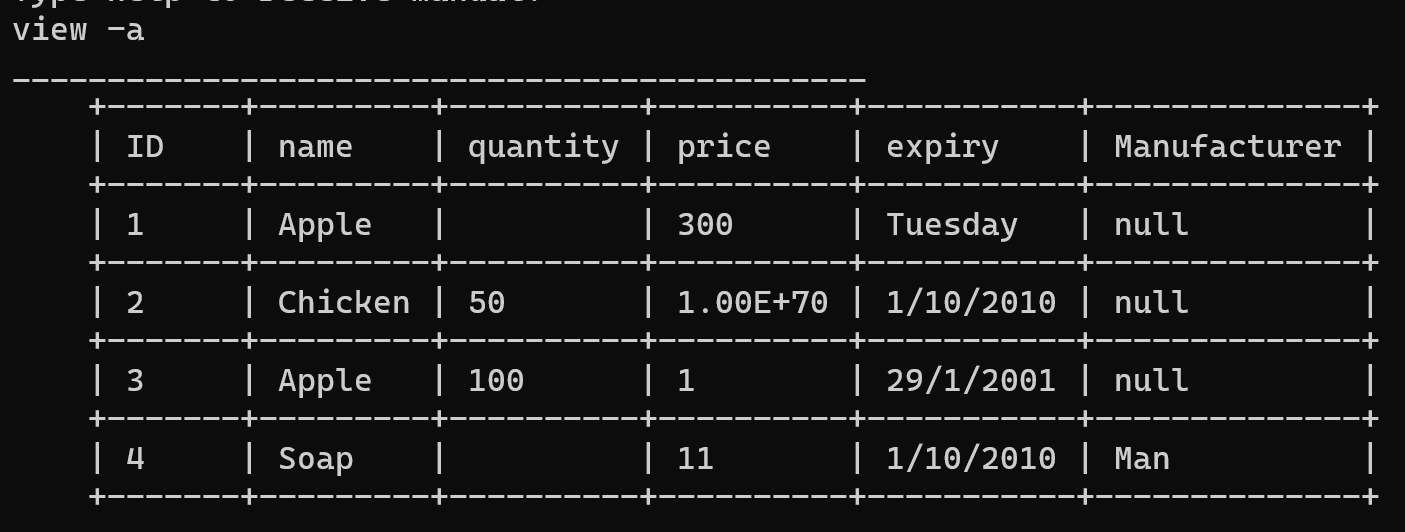 view -a
---------------------------------------------
+-------+---------+----------+----------+-----------+--------------+
| ID    | name    | quantity | price    | expiry    | Manufacturer |
+-------+---------+----------+----------+-----------+--------------+
| 1     | Apple   |          | 300      | Tuesday   | null         |
+-------+---------+----------+----------+-----------+--------------+
| 2     | Chicken | 50       | 1.00E+70 | 1/10/2010 | null         |
+-------+---------+----------+----------+-----------+--------------+
| 3     | Apple   | 100      | 1        | 29/1/2001 | null         |
+-------+---------+----------+----------+-----------+--------------+
| 4     | Soap    |          | 11       | 1/10/2010 | Man          |
+-------+---------+----------+----------+-----------+--------------+